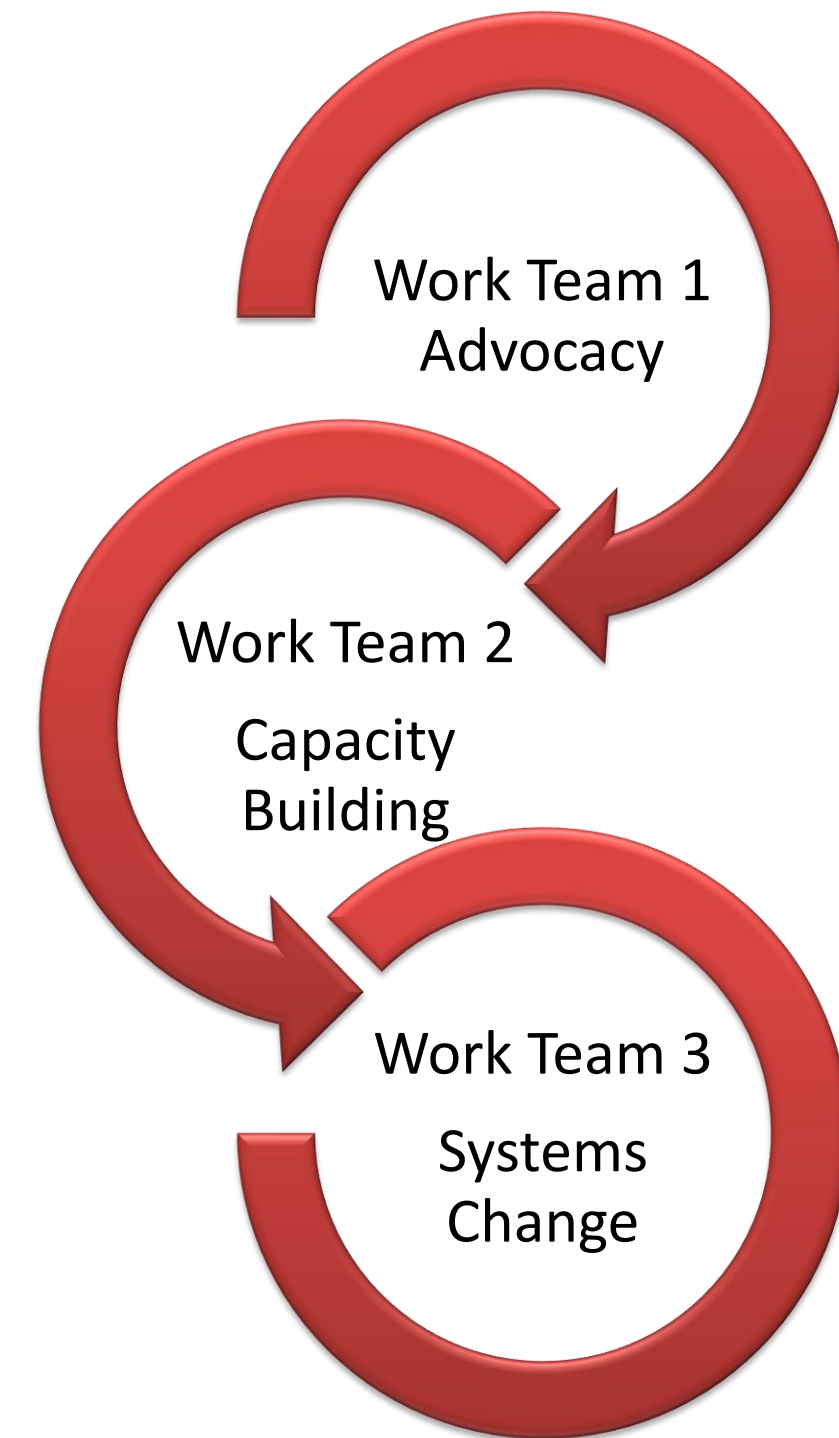 Work Team 1
Advocacy
Work Team 2
Capacity
Building
Work Team 3
Systems
Change